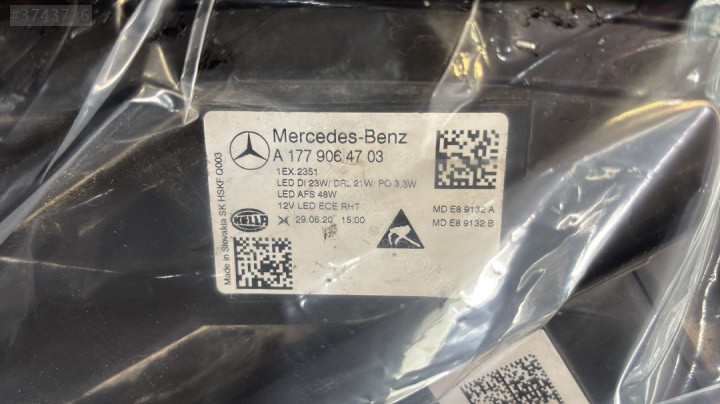 #3743776
Mercedes-Benz
A 177 906 47 03
1EX.2351
LED DI 23W/ DRL 21W/ PO 3,3W
LED AFS 48W
12V LED ECE RHT
HELLA
29.06.20 15:00
MD E8 9132 A
MD E8 9132 B
Made in Slovakia SK HSKF Q003